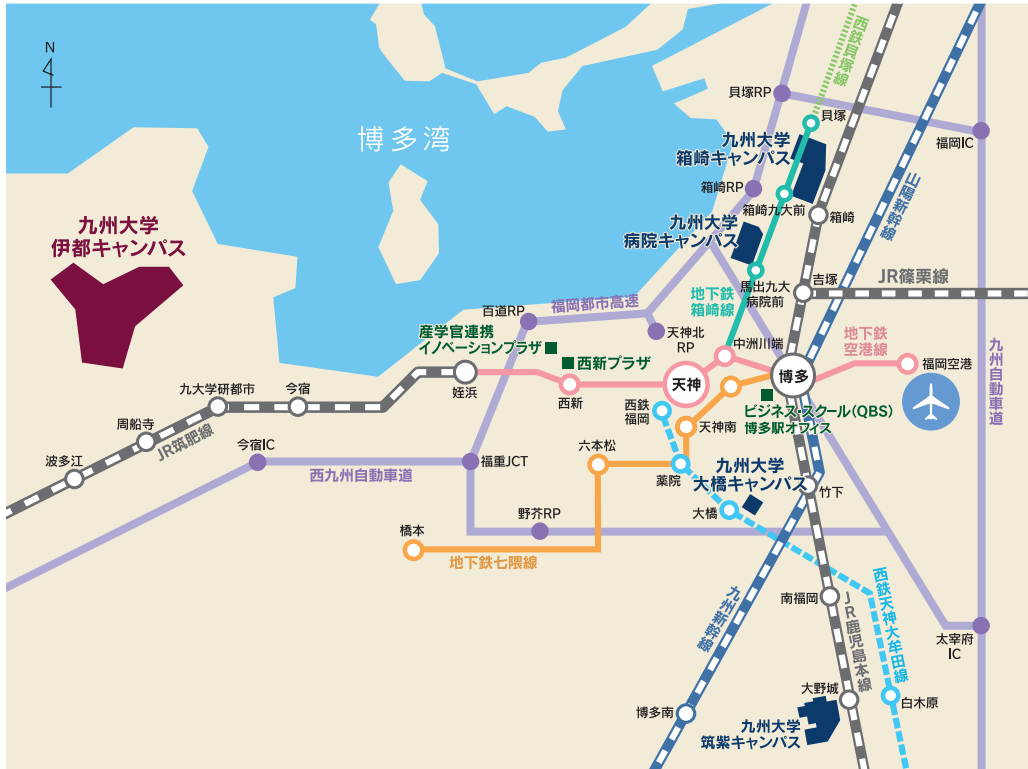 N
博多湾
西鉄貝塚線
貝塚RP
貝塚
福岡IC
九州大学
箱崎キャンパス
山陽新幹線
箱崎RP
箱崎九大前
箱崎
九州大学
伊都キャンパス
九州大学
病院キャンパス
馬出九大
病院前
吉塚
JR篠栗線
地下鉄
箱崎線
福岡都市高速
百道RP
天神北
RP
中洲川端
地下鉄
空港線
福岡空港
九州自動車道
産学官連携
イノベーションプラザ
西新プラザ
姪浜
西新
天神
博多
九大学研都市
今宿
周船寺
波多江
JR筑肥線
今宿IC
西九州自動車道
福重JCT
西鉄
福岡
天神南
ビジネス・スクール(QBS)
博多駅オフィス
六本松
薬院
九州大学
大橋キャンパス
竹下
大橋
野芥RP
橋本
地下鉄七隈線
九州新幹線
南福岡
JR鹿児島本線
西鉄天神大牟田線
太宰府
IC
大野城
白木原
博多南
九州大学
筑紫キャンパス